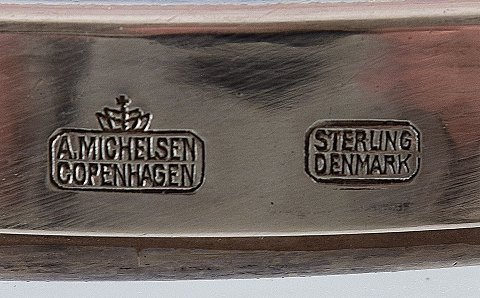 A.MICHELSEN
COPENHAGEN
STERLING
DENMARK